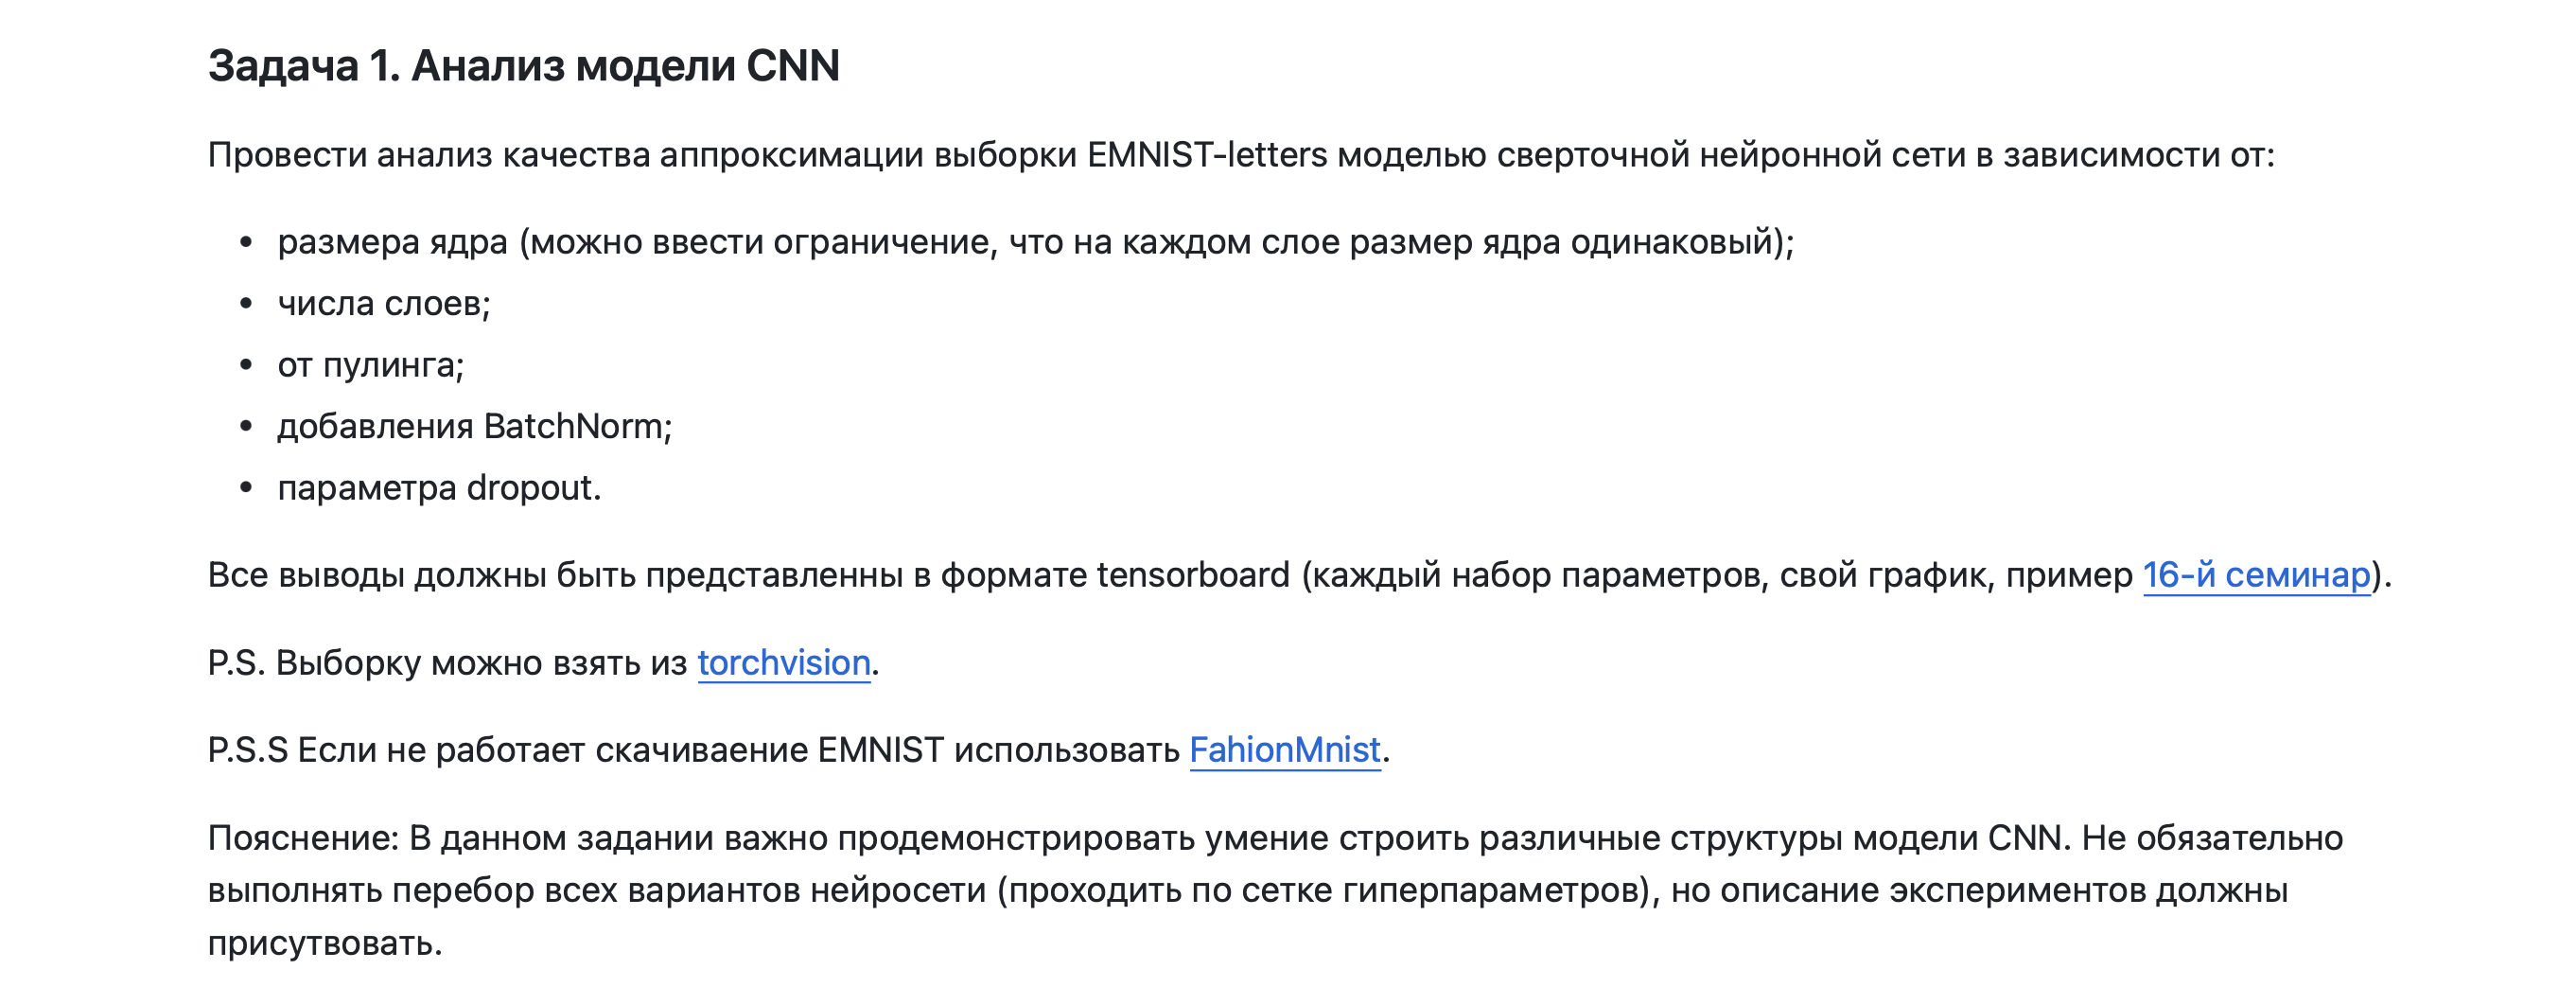 Задача 1. Анализ модели CNN
Провести анализ качества аппроксимации выборки EMNIST-letters моделью сверточной нейронной сети в зависимости от:
• размера ядра (можно ввести ограничение, что на каждом слое размер ядра одинаковый);
• числа слоев;
• от пулинга;
• добавления BatchNorm;
• параметра dropout.
Все выводы должны быть представленны в формате tensorboard (каждый набор параметров, свой график, пример 16-й семинар).
P.S. Выборку можно взять из torchvision.
P.S.S Если не работает скачиваение EMNIST использовать FahionMnist.
Пояснение: В данном задании важно продемонстрировать умение строить различные структуры модели CNN. Не обязательно
выполнять перебор всех вариантов нейросети (проходить по сетке гиперпараметров), но описание экспериментов должны
присутвовать.